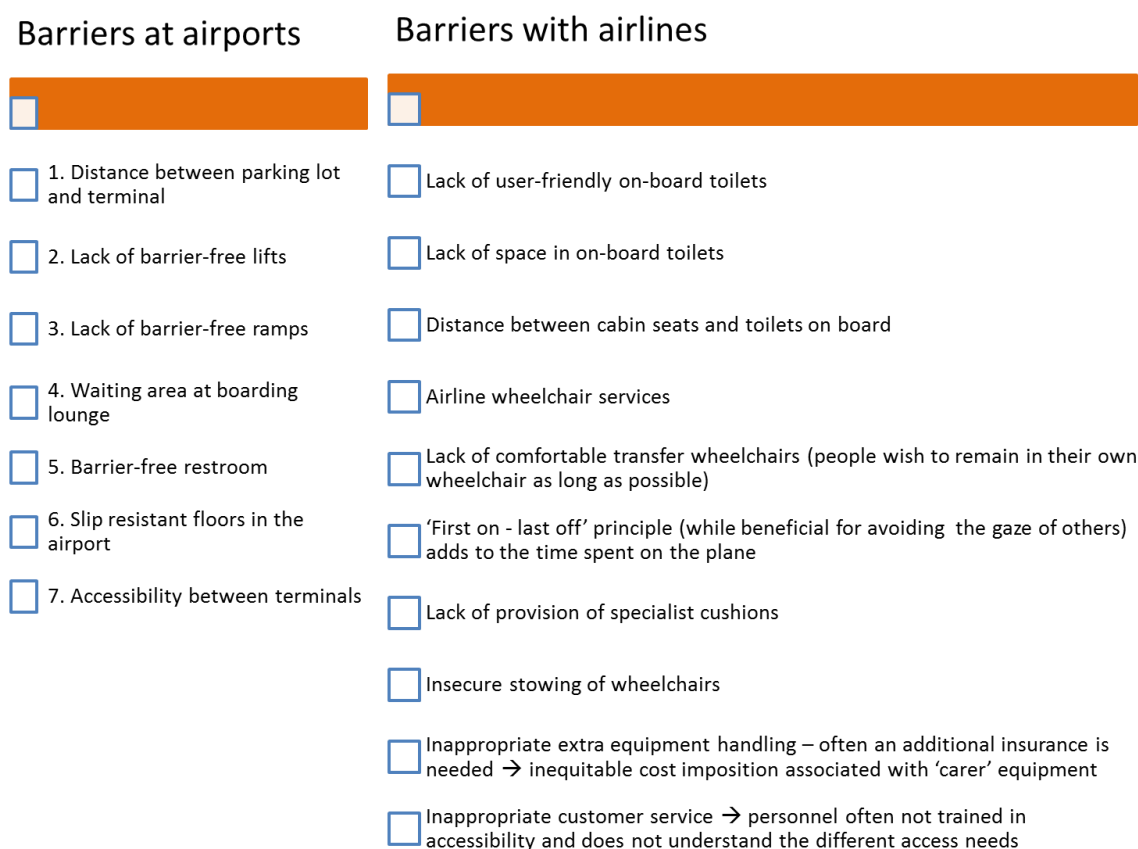 Barriers at airports
1. Distance between parking lot
and terminal
2. Lack of barrier-free lifts
3. Lack of barrier-free ramps
4. Waiting area at boarding
lounge
5. Barrier-free restroom
6. Slip resistant floors in the
airport
7. Accessibility between terminals
Barriers with airlines
Lack of user-friendly on-board toilets
Lack of space in on-board toilets
Distance between cabin seats and toilets on board
Airline wheelchair services
Lack of comfortable transfer wheelchairs (people wish to remain in their own
wheelchair as long as possible)
‘First on - last off’ principle (while beneficial for avoiding  the gaze of others)
adds to the time spent on the plane
Lack of provision of specialist cushions
Insecure stowing of wheelchairs
Inappropriate extra equipment handling – often an additional insurance is
needed → inequitable cost imposition associated with ‘carer’ equipment
Inappropriate customer service → personnel often not trained in
accessibility and does not understand the different access needs